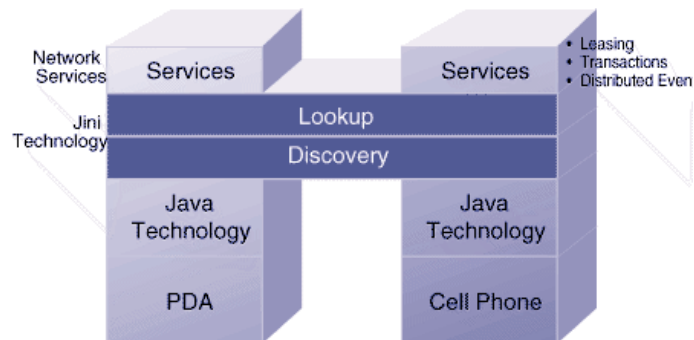 Network
Services
Services
Services
• Leasing
• Transactions
• Distributed Even
Jini
Technology
Lookup
Discovery
Java
Technology
Java
Technology
PDA
Cell Phone